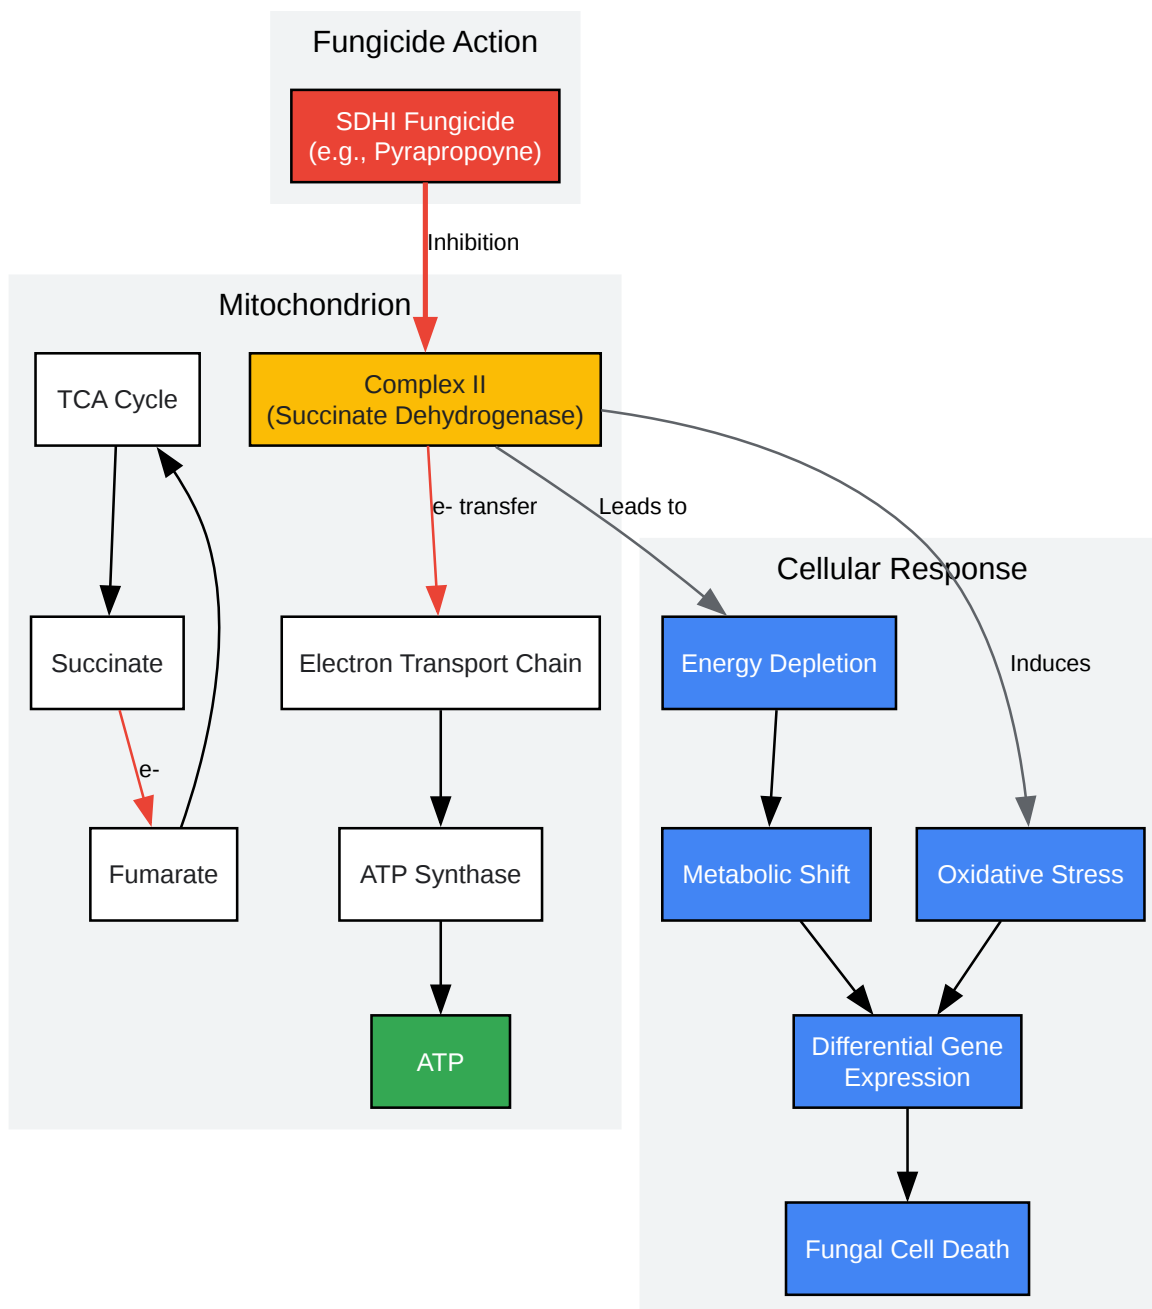 Fungicide Action
SDHI Fungicide
(e.g., Pyrapropoyne)
Inhibition
Mitochondrion
TCA Cycle
Complex II
(Succinate Dehydrogenase)
e- transfer
Leads to
Cellular Response
Succinate
Electron Transport Chain
Energy Depletion
Induces
e-
Fumarate
ATP Synthase
Metabolic Shift
Oxidative Stress
ATP
Differential Gene
Expression
Fungal Cell Death